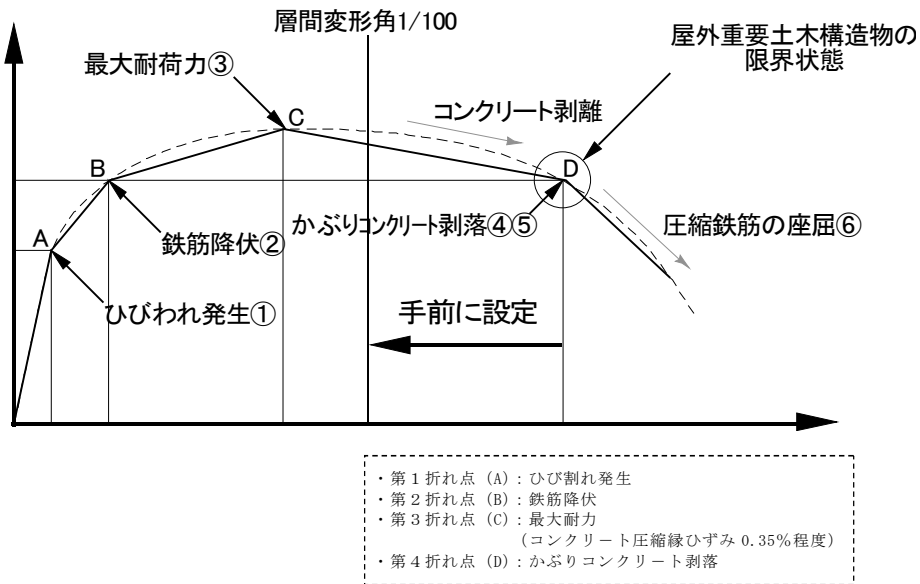 層間変形角1/100
屋外重要土木構造物の
限界状態
最大耐荷力③
C
コンクリート剥離
B
D
かぶりコンクリート剥落④⑤
圧縮鉄筋の座屈⑥
A
鉄筋降伏②
ひびわれ発生①
手前に設定
・第1折れ点 (A) : ひび割れ発生
・第2折れ点 (B) : 鉄筋降伏
・第3折れ点 (C) : 最大耐力
(コンクリート圧縮縁ひずみ 0.35%程度)
・第4折れ点 (D) : かぶりコンクリート剥落